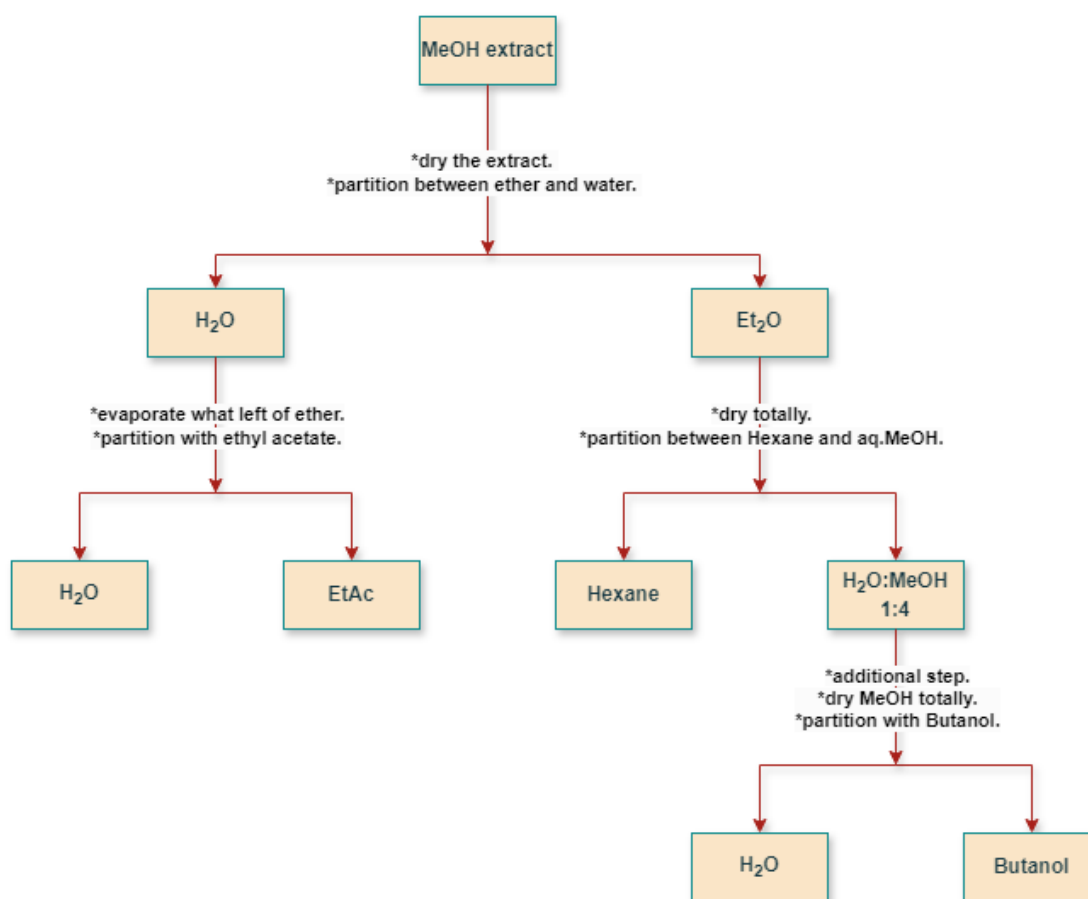 MeOH extract
*dry the extract.
*partition between ether and water.
H₂O
Et₂O
*evaporate what left of ether.
*partition with ethyl acetate.
*dry totally.
*partition between Hexane and aq.MeOH.
H₂O
EtAc
Hexane
H₂O:MeOH
1:4
*additional step.
*dry MeOH totally.
*partition with Butanol.
H₂O
Butanol